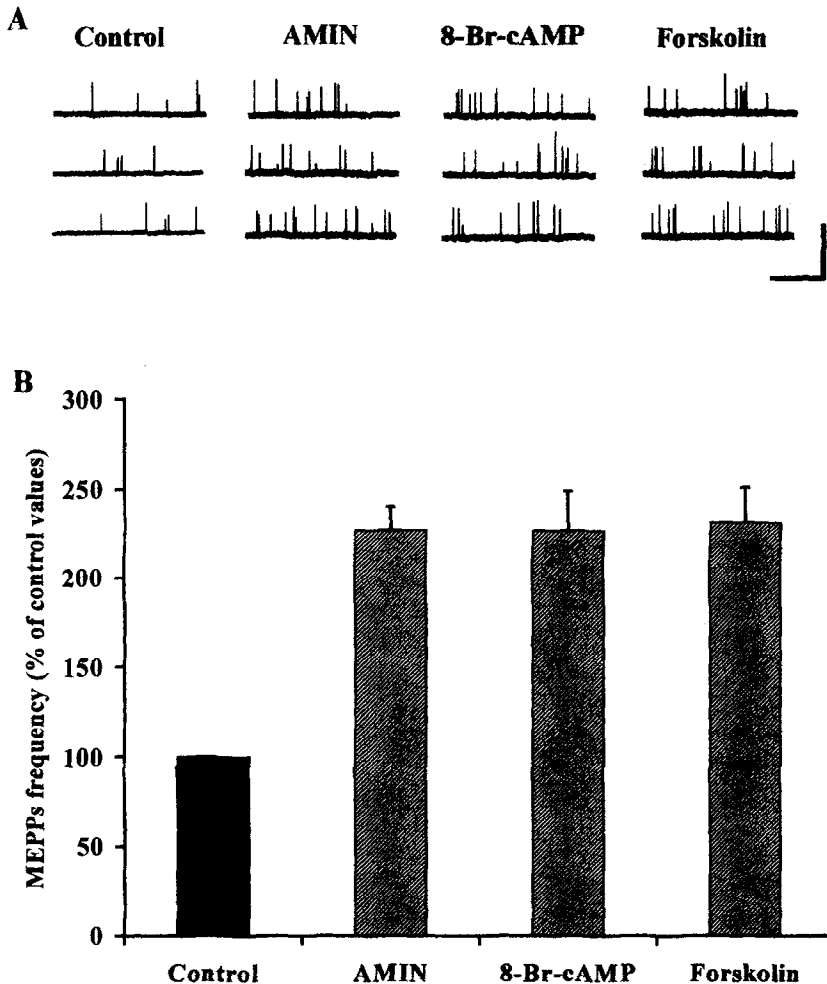 A
Control AMIN 8-Br-cAMP Forskolin
B
MEPPs frequency (% of control values)
300
250
200
150
100
50
0
Control AMIN 8-Br-cAMP Forskolin